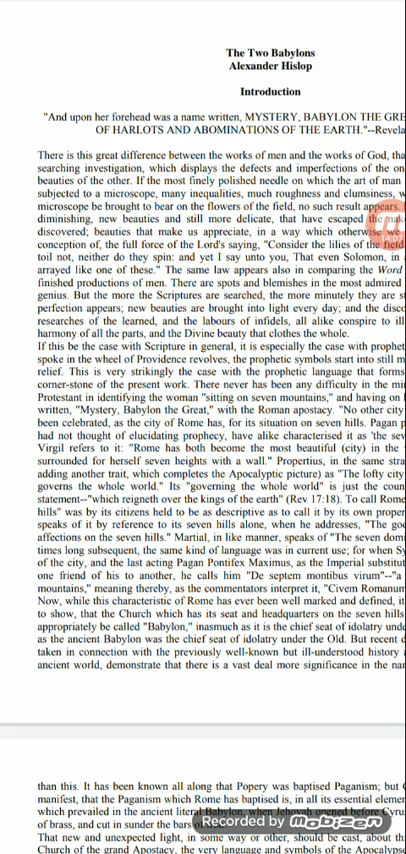 The Two Babylons
Alexander Hislop
Introduction
"And upon her forehead was a name written, MYSTERY, BABYLON THE GRE
OF HARLOTS AND ABOMINATIONS OF THE EARTH."--Revela
There is this great difference between the works of men and the works of God, tha
searching investigation, which displays the defects and imperfections of the on
beauties of the other. If the most finely polished needle on which the art of man
subjected to a microscope, many inequalities, much roughness and clumsiness, w
microscope be brought to bear on the flowers of the field, no such result appears.
diminishing, new beauties and still more delicate, that have escaped
discovered; beauties that make us appreciate, in a way which otherwise
conception of, the full force of the Lord's saying, "Consider the lilies of the field
toil not, neither do they spin: and yet I say unto you, That even Solomon, in
arrayed like one of these." The same law appears also in comparing the Word
finished productions of men. There are spots and blemishes in the most admired
genius. But the more the Scriptures are searched, the more minutely they are s
perfection appears; new beauties are brought into light every day; and the disco
researches of the learned, and the labours of infidels, all alike conspire to ill
harmony of all the parts, and the Divine beauty that clothes the whole.
If this be the case with Scripture in general, it is especially the case with prophet
spoke in the wheel of Providence revolves, the prophetic symbols start into still m
relief. This is very strikingly the case with the prophetic language that forms
corner-stone of the present work. There never has been any difficulty in the mi
Protestant in identifying the woman "sitting on seven mountains," and having on
written, "Mystery, Babylon the Great," with the Roman apostacy. "No other city
been celebrated, as the city of Rome has, for its situation on seven hills. Pagan p
had not thought of elucidating prophecy, have alike characterised it as 'the sev
Virgil refers to it: "Rome has both become the most beautiful (city) in the
surrounded for herself seven heights with a wall." Propertius, in the same stra
adding another trait, which completes the Apocalyptic picture) as "The lofty city
governs the whole world." Its "governing the whole world" is just the coun
statement--"which reigneth over the kings of the earth" (Rev 17:18). To call Rome
hills" was by its citizens held to be as descriptive as to call it by its own proper
speaks of it by reference to its seven hills alone, when he addresses, "The go
affections on the seven hills." Martial, in like manner, speaks of "The seven domi
times long subsequent, the same kind of language was in current use; for when Sy
of the city, and the last acting Pagan Pontifex Maximus, as the Imperial substitut
one friend of his to another, he calls him "De septem montibus virum"--"a
mountains," meaning thereby, as the commentators interpret it, "Civem Romanum
Now, while this characteristic of Rome has ever been well marked and defined, it
to show, that the Church which has its seat and headquarters on the seven hills
appropriately be called "Babylon," inasmuch as it is the chief seat of idolatry unde
as the ancient Babylon was the chief seat of idolatry under the Old. But recent d
taken in connection with the previously well-known but ill-understood history
ancient world, demonstrate that there is a vast deal more significance in the nam
than this. It has been known all along that Popery was baptised Paganism; but
manifest, that the Paganism which Rome has baptised is, in all its essential elemen
which prevailed in the ancient literal Babylon, when Jehovah opened before Cyru
of brass, and cut in sunder the bars of
Recorded by mobizen
That new and unexpected light, in some way or other, should be cast, about th
Church of the grand Apostacy, the very language and symbols of the Apocalypse